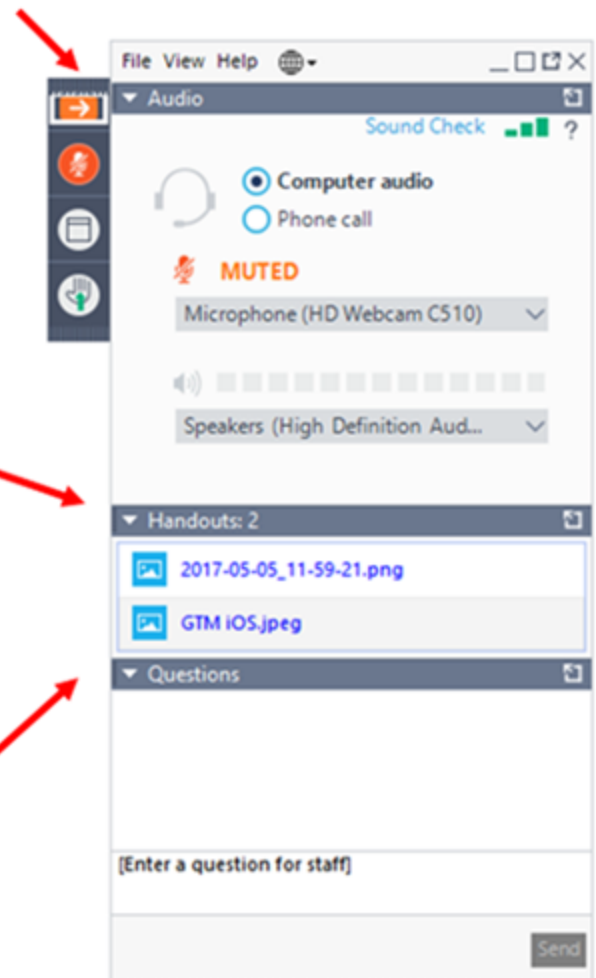 File View Help
Audio
Sound Check ?
Computer audio
Phone call
MUTED
Microphone (HD Webcam C510)
Speakers (High Definition Aud...
Handouts: 2
2017-05-05_11-59-21.png
GTM iOS.jpeg
Questions
[Enter a question for staff]
Send